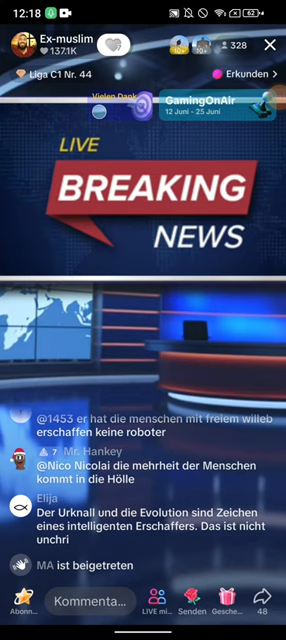 12:18
62
Ex-muslim
137.1K
10+
10+
328
Liga C1 Nr. 44
Erkunden >
Vielen Dank
GamingOnAir
12 Juni - 25 Juni
LIVE
BREAKING
NEWS
@1453 er hat die menschen mit freiem willeb
erschaffen keine roboter
7 Mr. Hankey
@Nico Nicolai die mehrheit der Menschen
kommt in die Hölle
Elija
Der Urknall und die Evolution sind Zeichen
eines intelligenten Erschaffers. Das ist nicht
unchri
MA ist beigetreten
Abonn...
Kommenta...
LIVE mi...
Senden
Gesche...
48